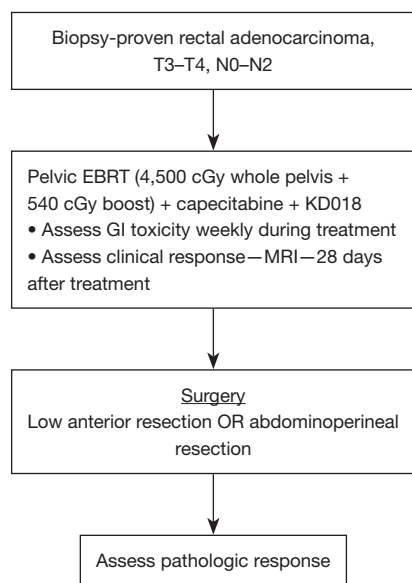 Biopsy-proven rectal adenocarcinoma,
T3–T4, N0–N2
Pelvic EBRT (4,500 cGy whole pelvis +
540 cGy boost) + capecitabine + KD018
• Assess GI toxicity weekly during treatment
• Assess clinical response—MRI—28 days
after treatment
Surgery
Low anterior resection OR abdominoperineal
resection
Assess pathologic response